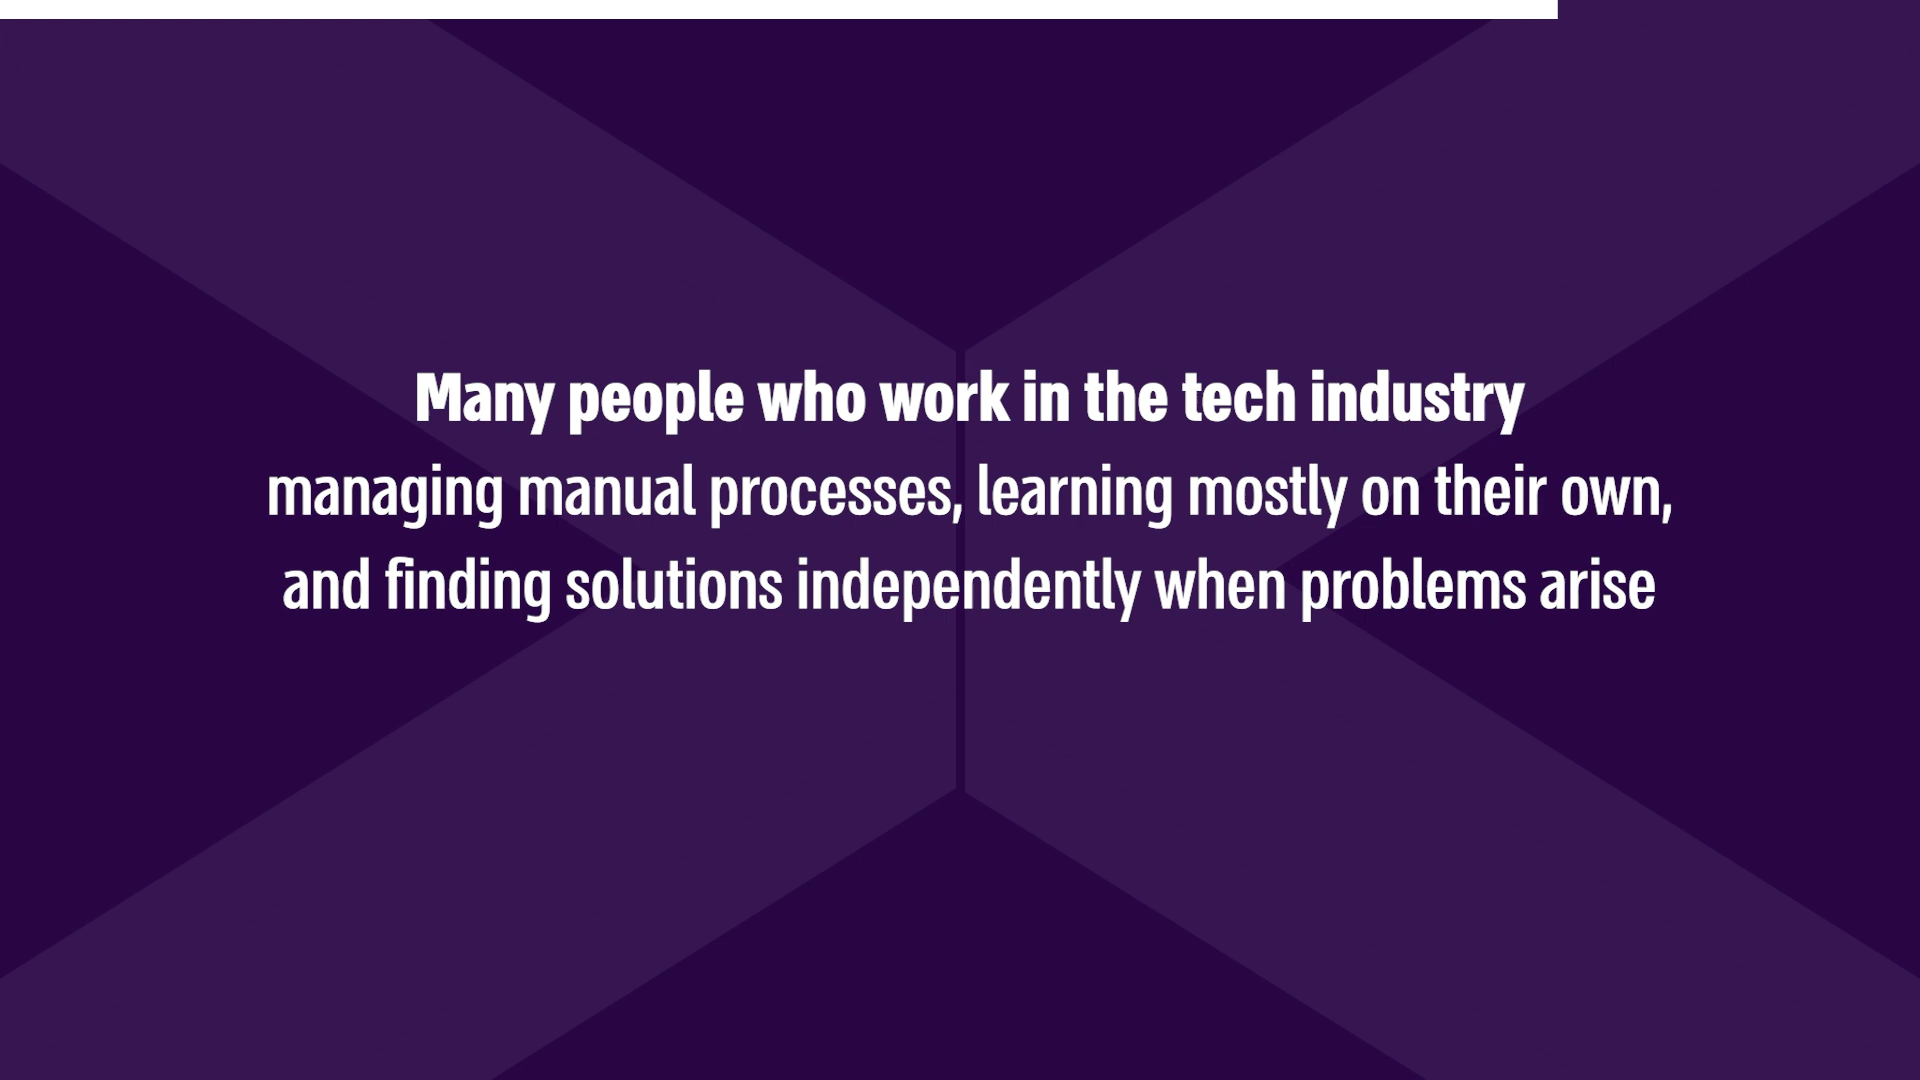 Many people who work in the tech industry
managing manual processes, learning mostly on their own,
and finding solutions independently when problems arise